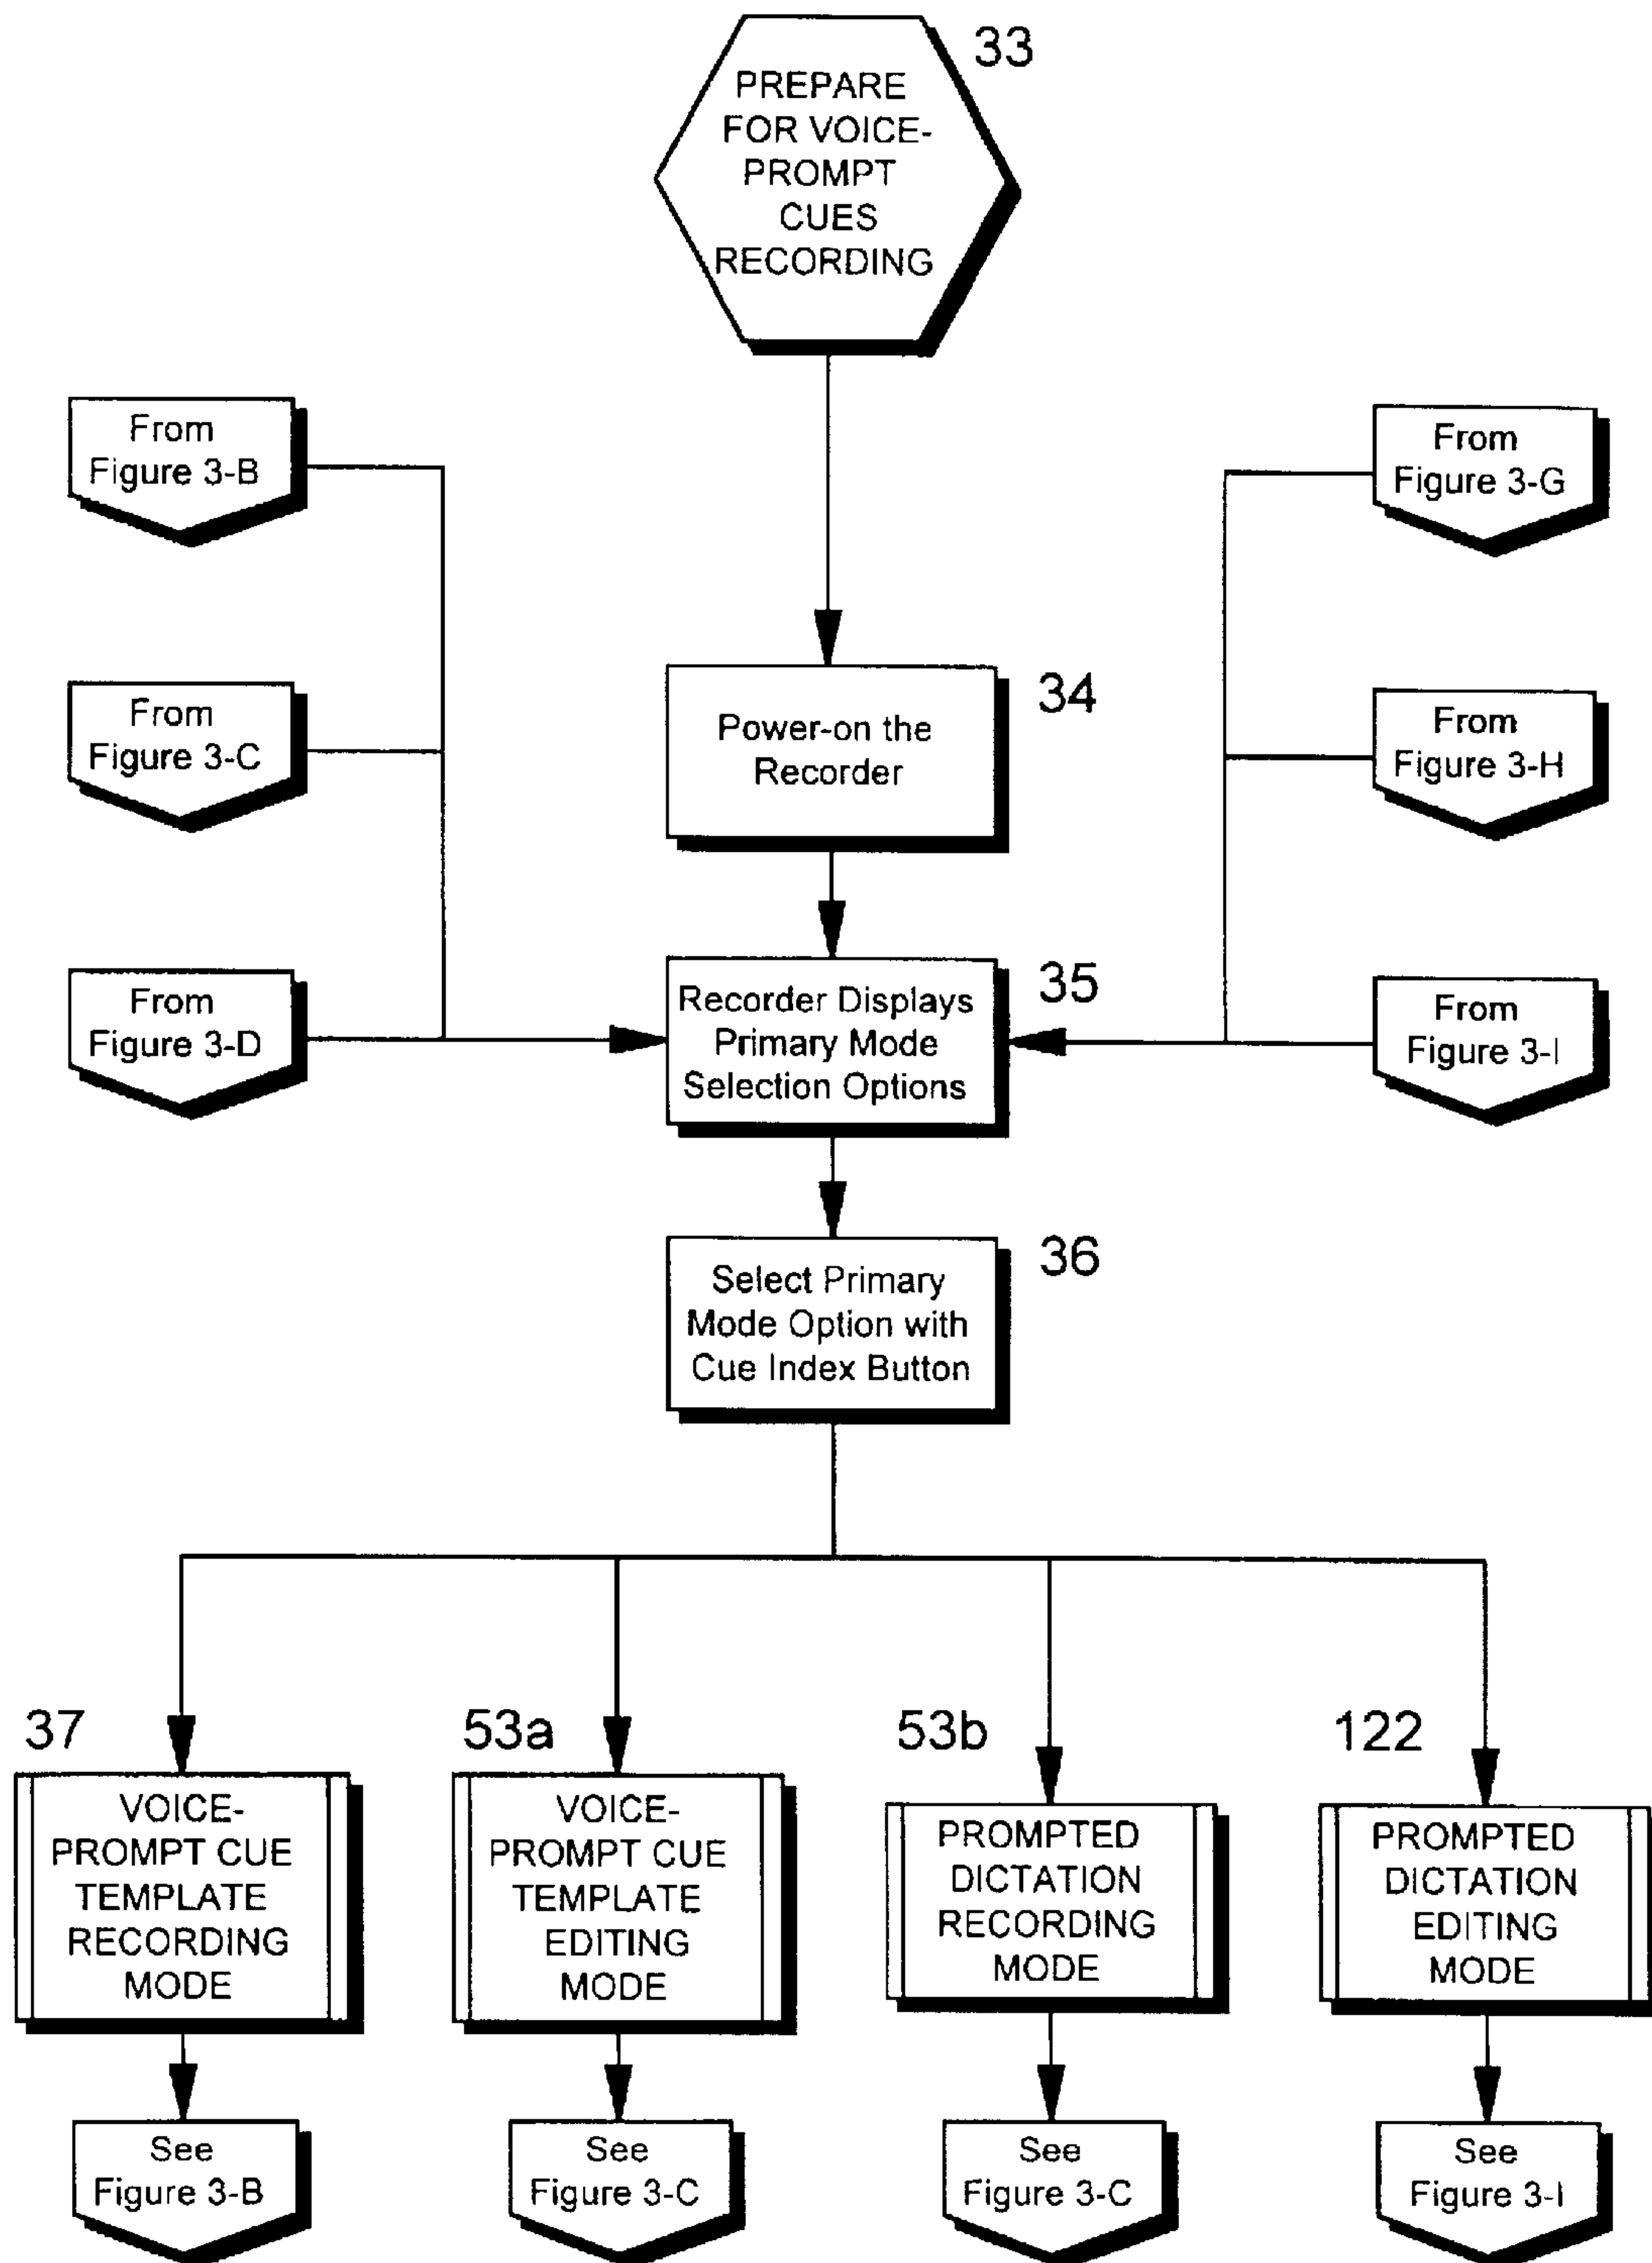 33
PREPARE
FOR VOICE-
PROMPT
CUES
RECORDING
From
Figure 3-B
From
Figure 3-G
34
Power-on the
Recorder
From
Figure 3-C
From
Figure 3-H
35
Recorder Displays
Primary Mode
Selection Options
From
Figure 3-D
From
Figure 3-I
36
Select Primary
Mode Option with
Cue Index Button
37
VOICE-
PROMPT CUE
TEMPLATE
RECORDING
MODE
53a
VOICE-
PROMPT CUE
TEMPLATE
EDITING
MODE
53b
PROMPTED
DICTATION
RECORDING
MODE
122
PROMPTED
DICTATION
EDITING
MODE
See
Figure 3-B
See
Figure 3-C
See
Figure 3-C
See
Figure 3-I